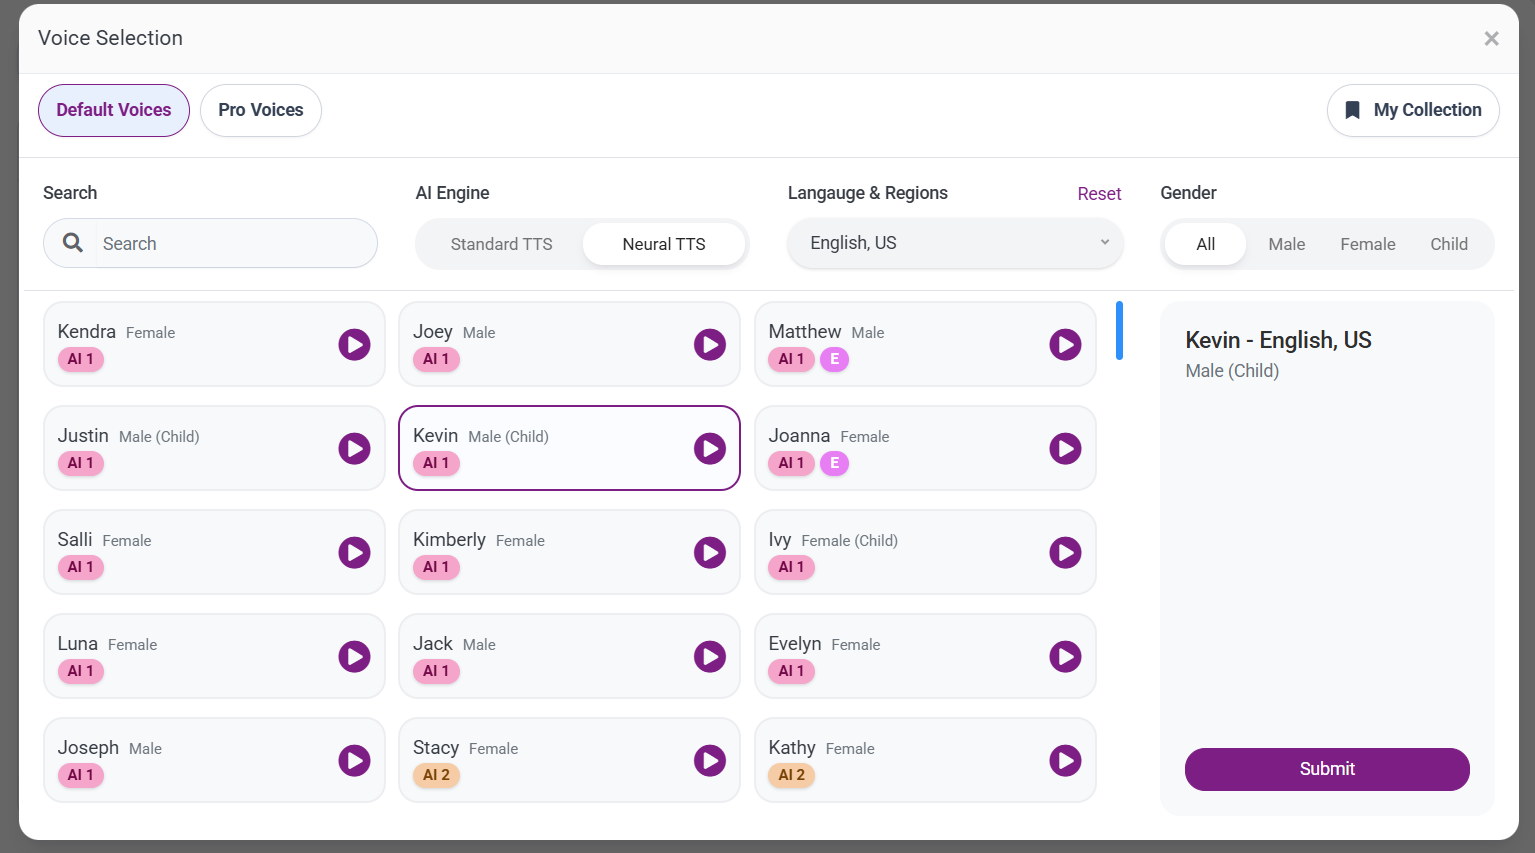 Voice Selection
×
Default Voices
Pro Voices
My Collection
Search
AI Engine
Langauge & Regions
Reset
Gender
Search
Standard TTS
Neural TTS
English, US
All
Male
Female
Child
Kendra Female
AI 1
Joey Male
AI 1
Matthew Male
AI 1 E
Justin Male (Child)
AI 1
Kevin Male (Child)
AI 1
Joanna Female
AI 1 E
Salli Female
AI 1
Kimberly Female
AI 1
Ivy Female (Child)
AI 1
Luna Female
AI 1
Jack Male
AI 1
Evelyn Female
AI 1
Joseph Male
AI 1
Stacy Female
AI 2
Kathy Female
AI 2
Kevin - English, US
Male (Child)
Submit